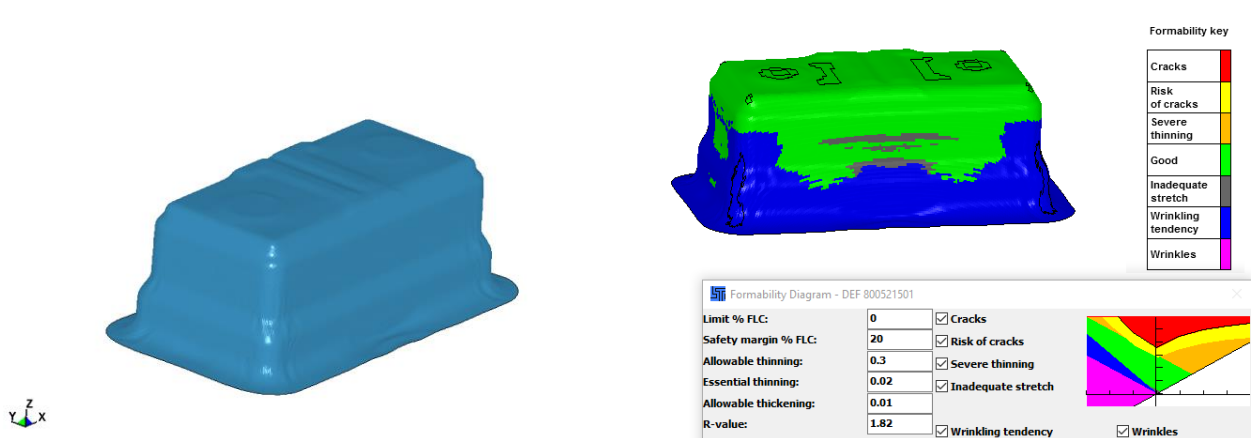 Formability key
Cracks
Risk
of cracks
Severe
thinning
Good
Inadequate
stretch
Wrinkling
tendency
Wrinkles
Formability Diagram - DEF 800521501
Limit % FLC: 0 Cracks
Safety margin % FLC: 20 Risk of cracks
Allowable thinning: 0.3 Severe thinning
Essential thinning: 0.02 Inadequate stretch
Allowable thickening: 0.01
R-value: 1.82 Wrinkling tendency Wrinkles
Z
Y X